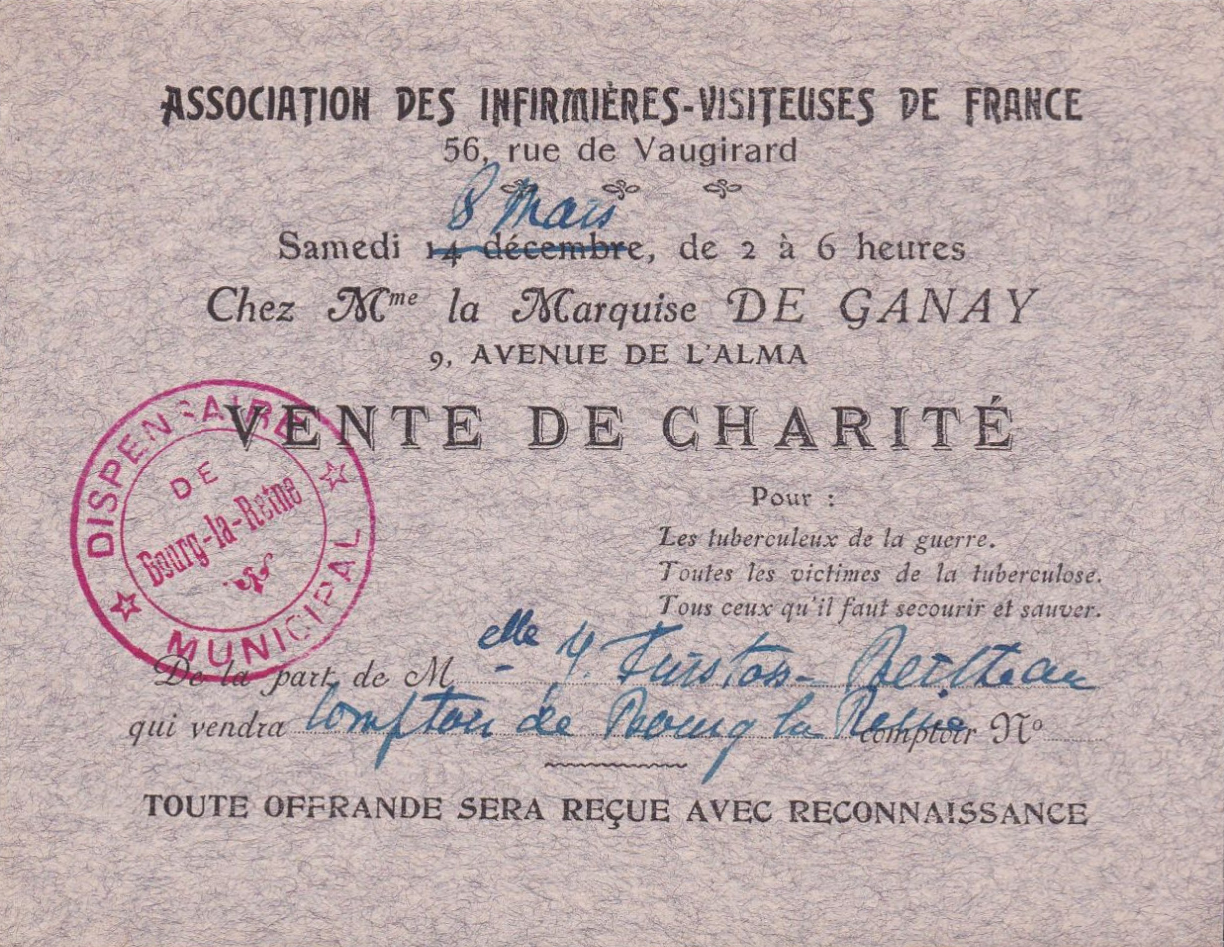 ASSOCIATION DES INFIRMIÈRES-VISITEUSES DE FRANCE
56, rue de Vaugirard
8 Mars
Samedi 14 décembre, de 2 à 6 heures
Chez Mme la Marquise DE GANAY
9, AVENUE DE L'ALMA
VENTE DE CHARITÉ
DISPENSAIRE MUNICIPAL
DE
Bourg-la-Reine
Pour :
Les tuberculeux de la guerre.
Toutes les victimes de la tuberculose.
Tous ceux qu'il faut secourir et sauver.
De la part de M elle Y.
qui vendra Comptoir de Bourg la Reine comptoir No
TOUTE OFFRANDE SERA REÇUE AVEC RECONNAISSANCE